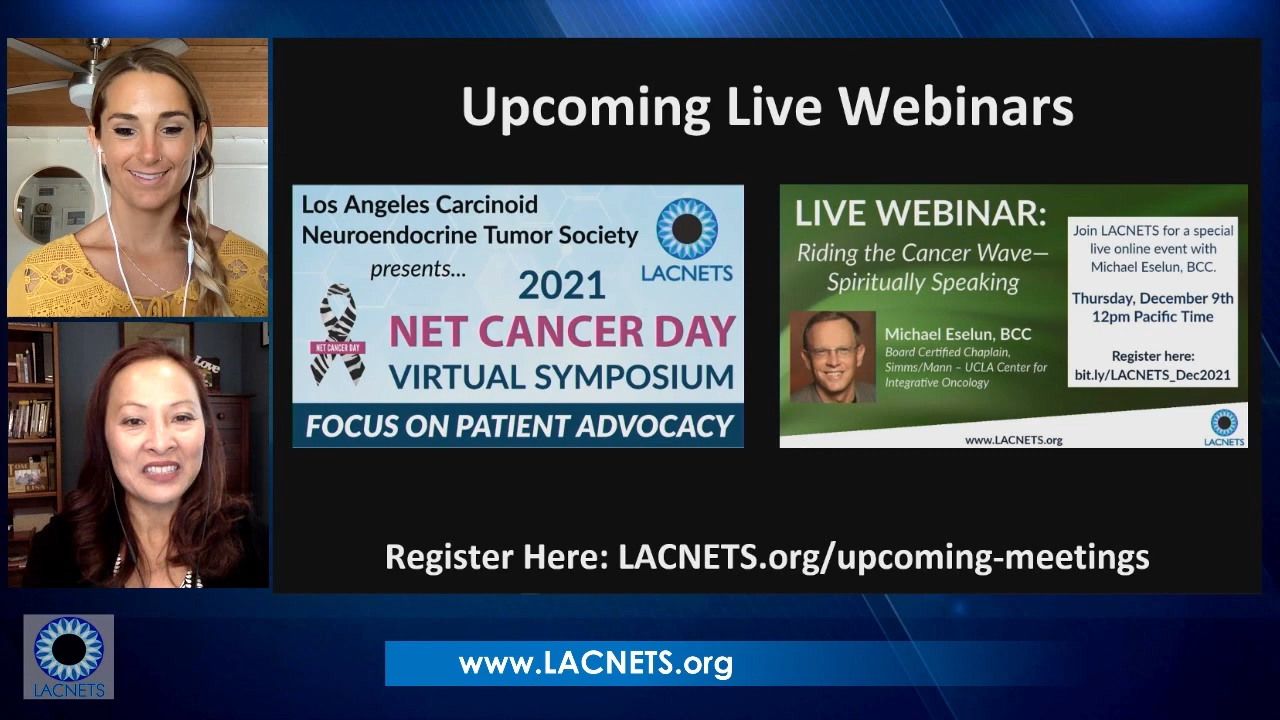 Upcoming Live Webinars
Los Angeles Carcinoid
Neuroendocrine Tumor Society
presents...
LACNETS
2021
NET CANCER DAY
NET CANCER DAY
VIRTUAL SYMPOSIUM
FOCUS ON PATIENT ADVOCACY
LIVE WEBINAR:
Riding the Cancer Wave—
Spiritually Speaking
Michael Eselun, BCC
Board Certified Chaplain,
Simms/Mann – UCLA Center for
Integrative Oncology
Join LACNETS for a special
live online event with
Michael Eselun, BCC.
Thursday, December 9th
12pm Pacific Time
Register here:
bit.ly/LACNETS_Dec2021
www.LACNETS.org
LACNETS
Love
Register Here: LACNETS.org/upcoming-meetings
LACNETS
www.LACNETS.org